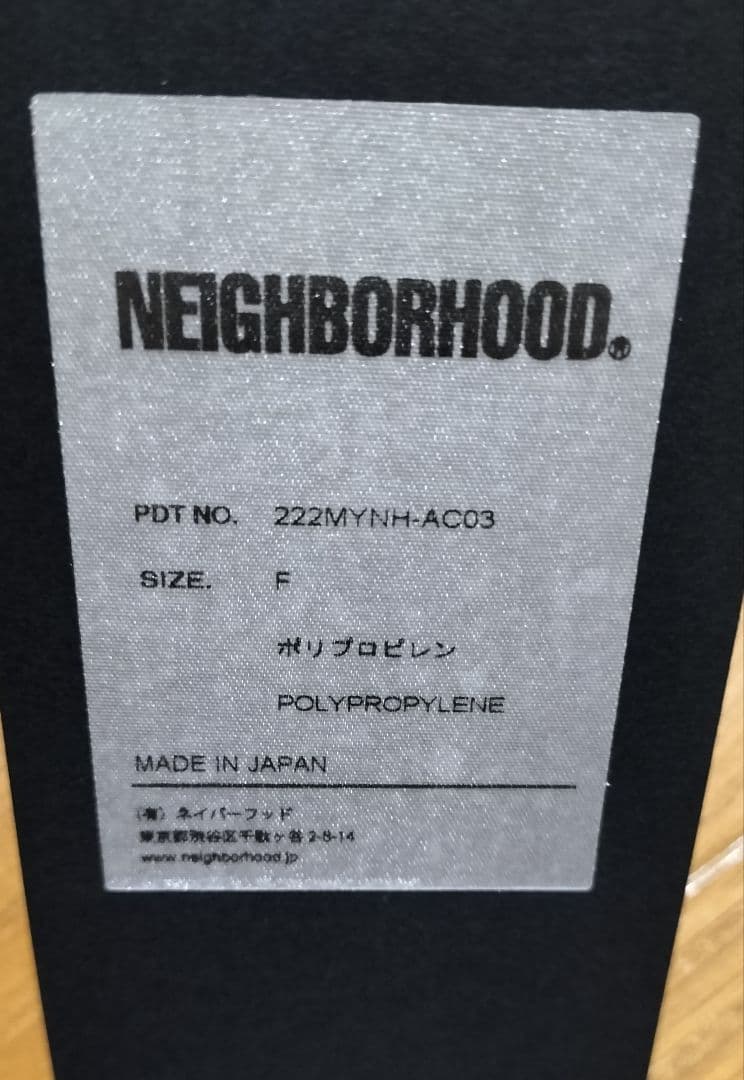 NEIGHBORHOOD®
PDT NO. 222MYNH-AC03
SIZE. F
ポリプロピレン
POLYPROPYLENE
MADE IN JAPAN
(有) ネイバーフッド
東京都渋谷区千駄ヶ谷 2-8-14
www.neighborhood.jp